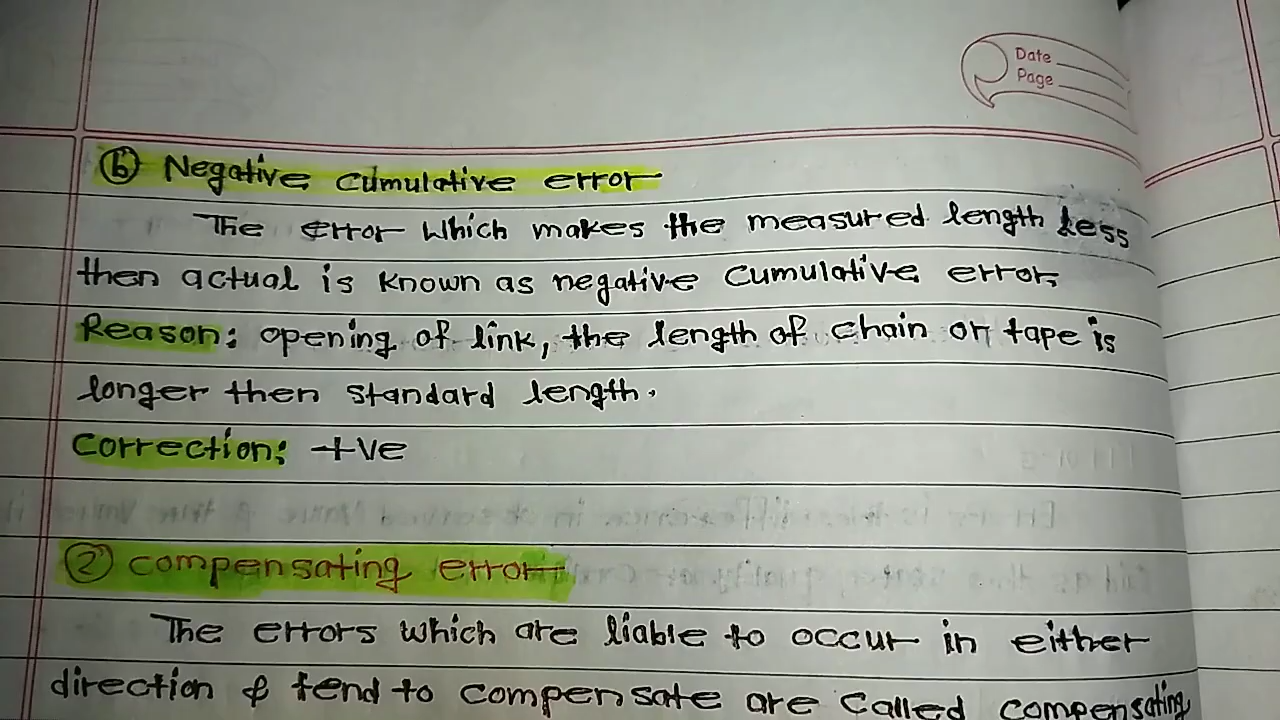 Date
Page
(b) Negative cumulative error
The error which makes the measured length less
then actual is known as negative cumulative error.
Reason: opening of link, the length of chain or tape is
longer then standard length.
Correction: +ve
(2) compensating error
The errors which are liable to occur in either
direction & tend to compensate are called compensating